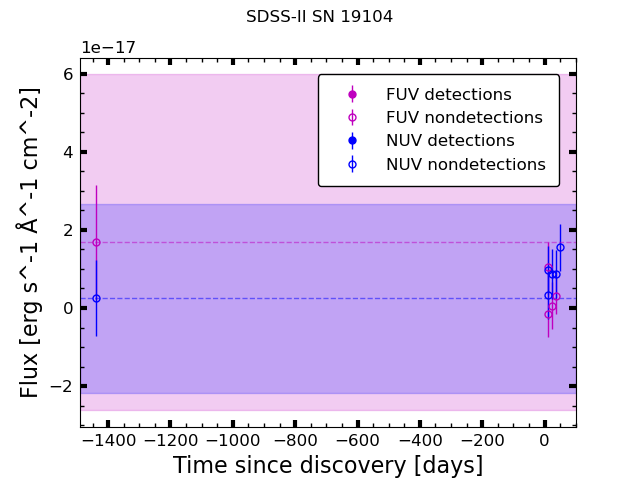 SDSS-II SN 19104
1e−17
6
4
2
0
−2
FUV detections
FUV nondetections
NUV detections
NUV nondetections
−1400 −1200 −1000 −800 −600 −400 −200 0
Time since discovery [days]
Flux [erg s^-1 Å^-1 cm^-2]